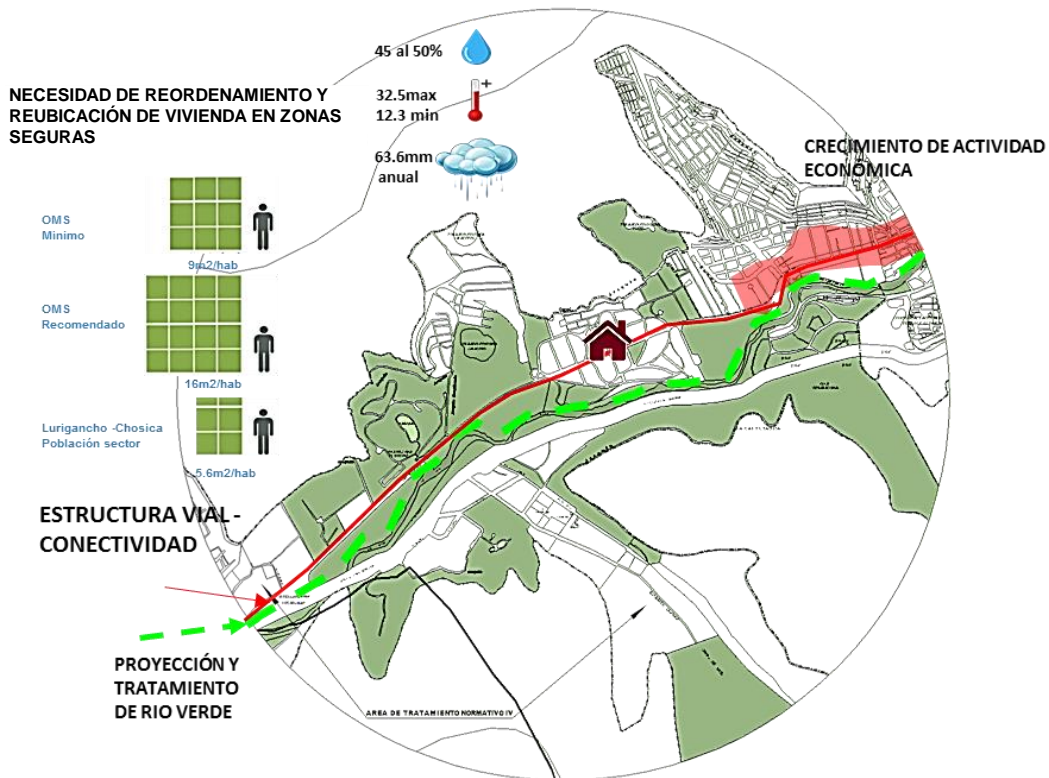 45 al 50%
32.5max
12.3 min
63.6mm
anual
NECESIDAD DE REORDENAMIENTO Y
REUBICACIÓN DE VIVIENDA EN ZONAS
SEGURAS
CRECIMIENTO DE ACTIVIDAD
ECONÓMICA
OMS
Minimo
9m2/hab
OMS
Recomendado
16m2/hab
Lurigancho -Chosica
Población sector
5.6m2/hab
ESTRUCTURA VIAL -
CONECTIVIDAD
PROYECCIÓN Y
TRATAMIENTO
DE RIO VERDE
AREA DE TRATAMIENTO NORMATIVO IV